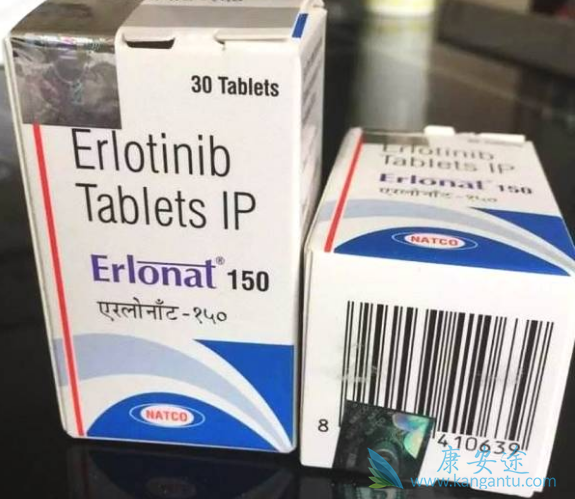 30 Tablets
Erlotinib
Tablets IP
Erlonat® 150
एरलोनॉंट-१५०
NATCO
Erlotinib
Tablets IP
Erlonat® 150
एरलोनॉंट-१५०
NATCO
8
410639
康安途
www.kangantu.com